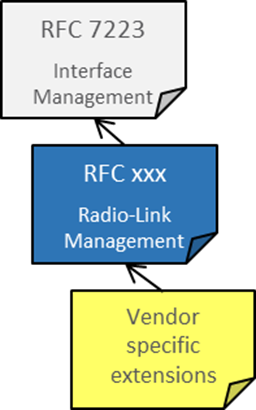 RFC 7223
Interface
Management
RFC xxx
Radio-Link
Management
Vendor
specific
extensions